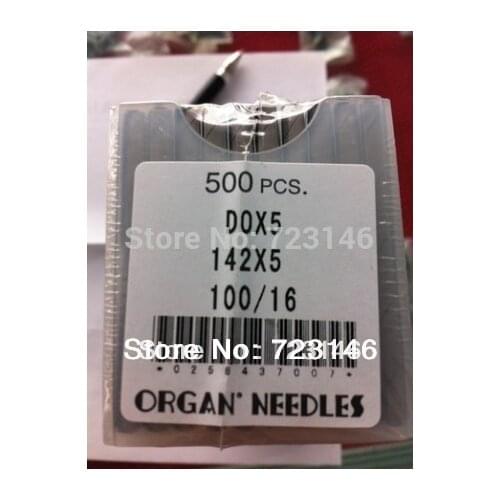 500 PCS.
DOX5
Store No: 723146
142X5
100/16
Store No: 723146
*0258437007*
ORGAN® NEEDLES